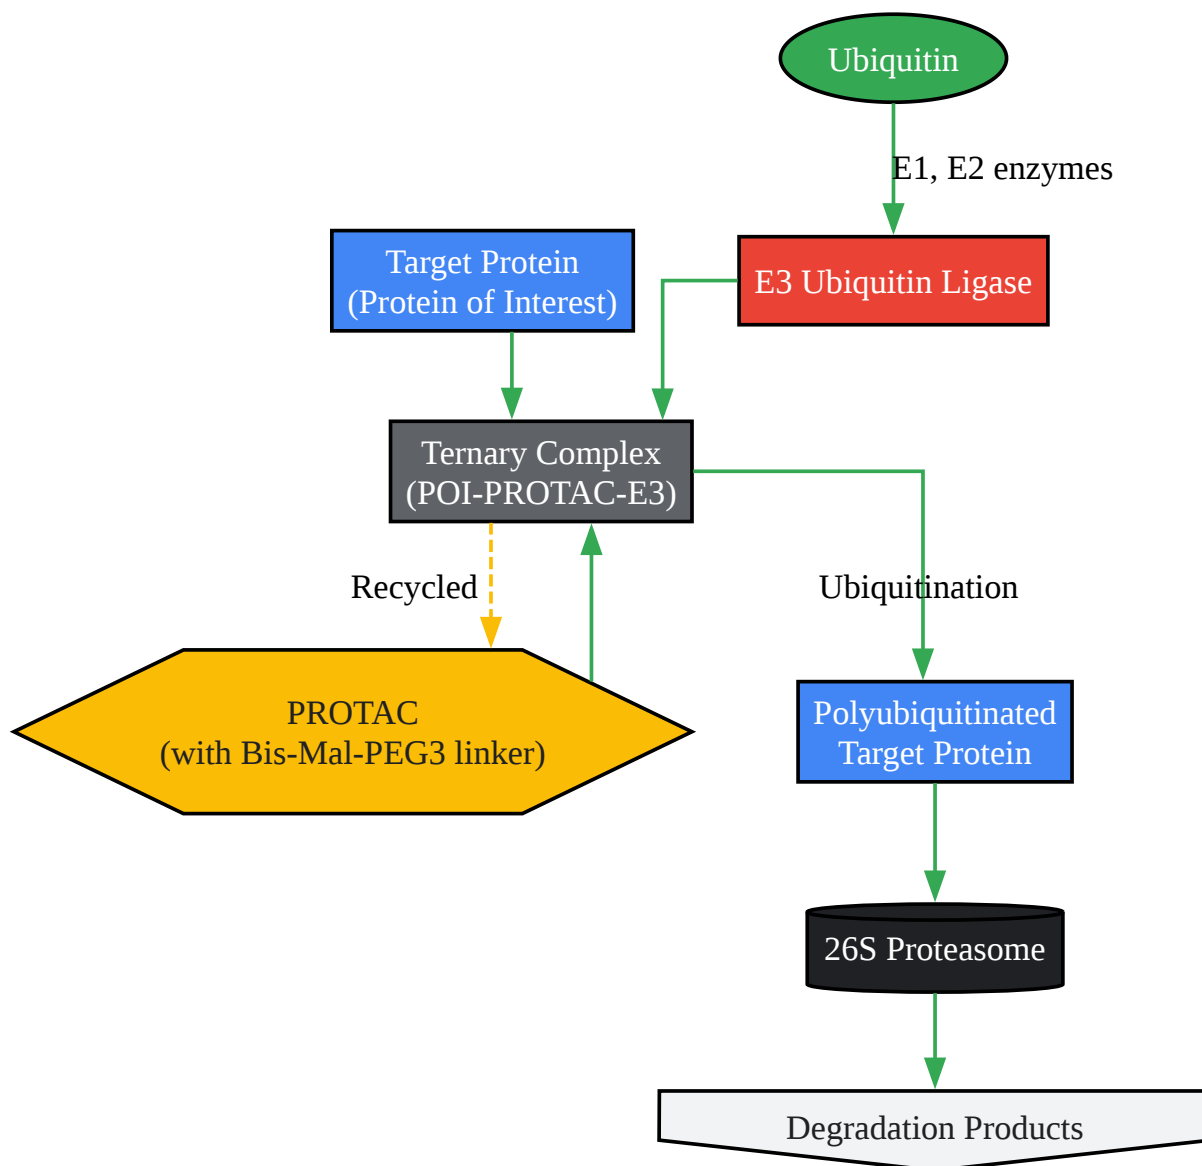 Ubiquitin
E1, E2 enzymes
Target Protein
(Protein of Interest)
E3 Ubiquitin Ligase
Ternary Complex
(POI-PROTAC-E3)
Recycled
Ubiquitination
PROTAC
(with Bis-Mal-PEG3 linker)
Polyubiquitinated
Target Protein
26S Proteasome
Degradation Products